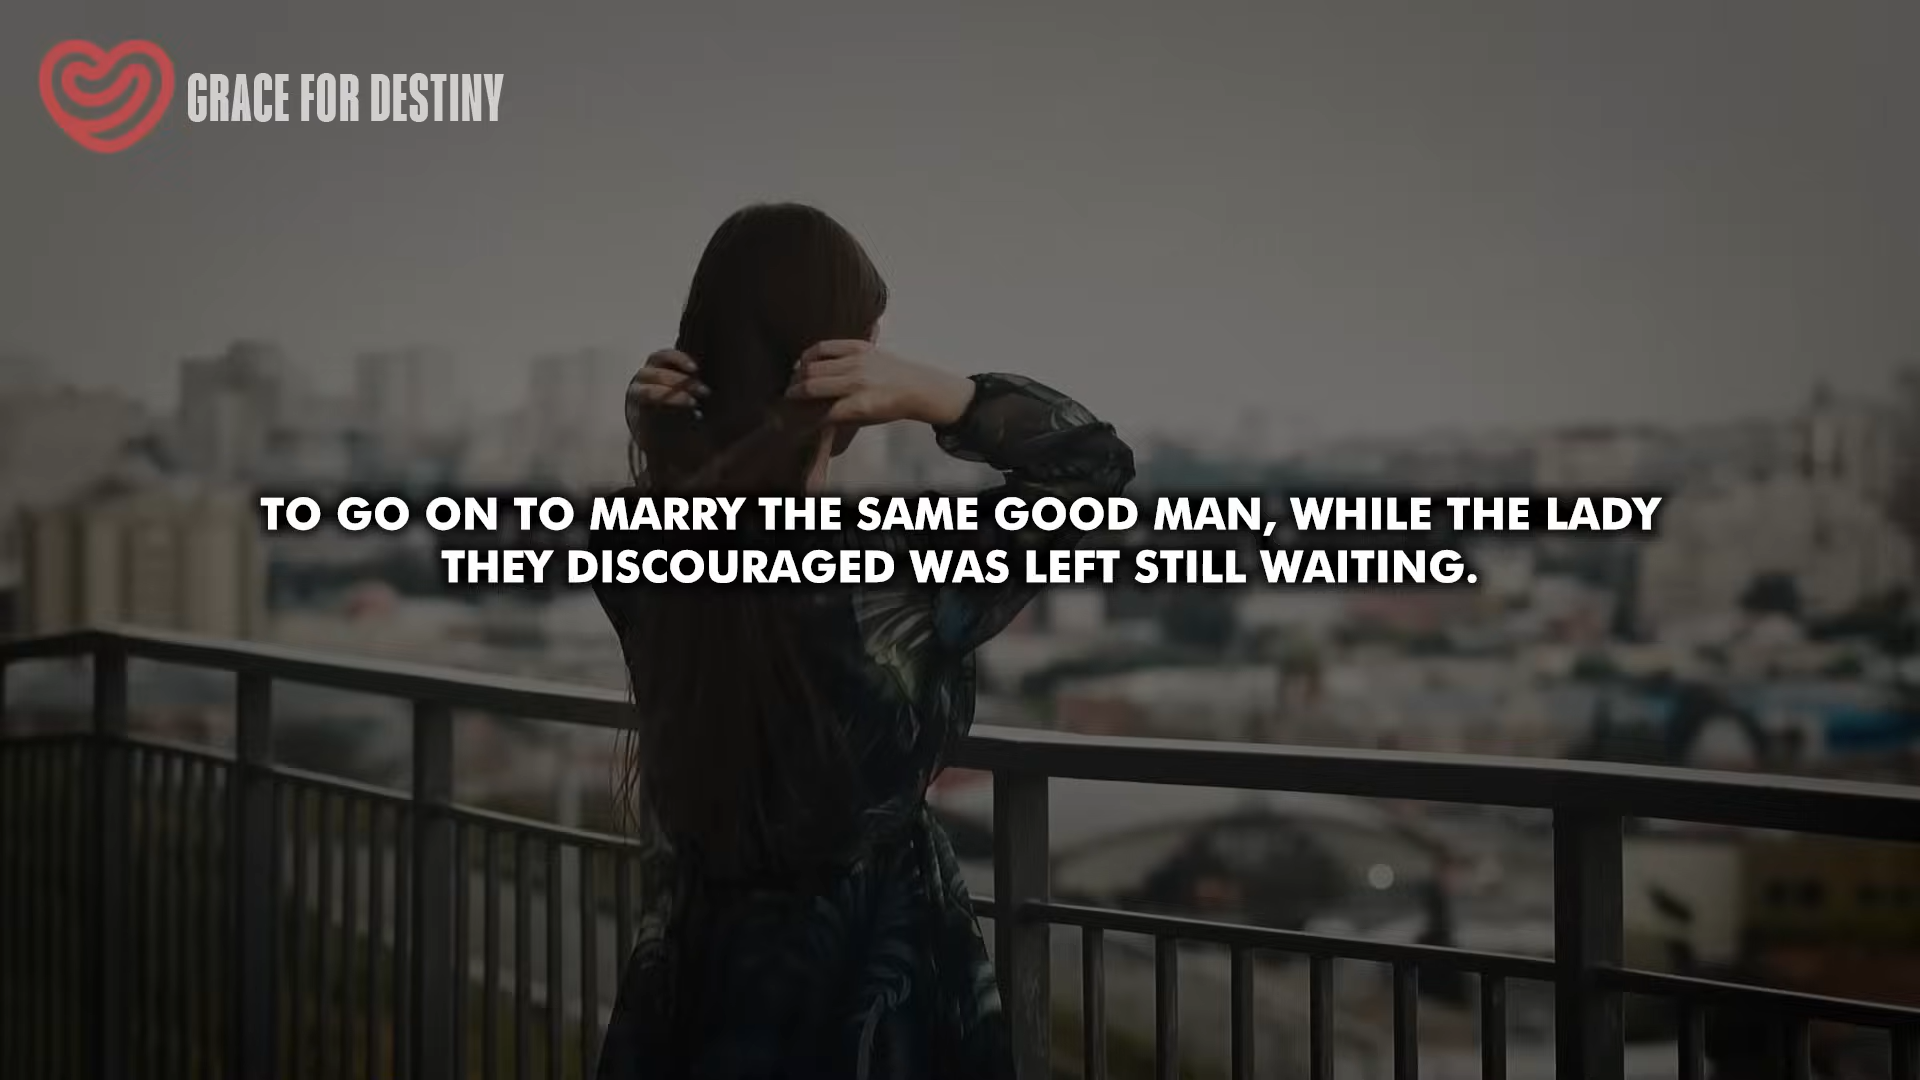 GRACE FOR DESTINY
TO GO ON TO MARRY THE SAME GOOD MAN, WHILE THE LADY
THEY DISCOURAGED WAS LEFT STILL WAITING.